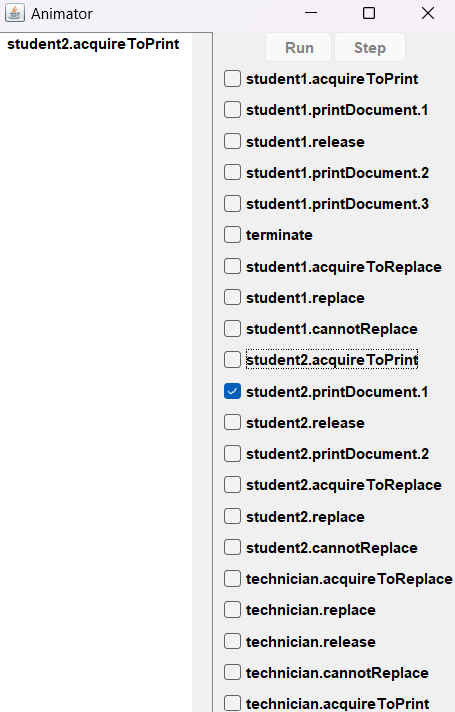 Animator
student2.acquireToPrint
Run Step
student1.acquireToPrint
student1.printDocument.1
student1.release
student1.printDocument.2
student1.printDocument.3
terminate
student1.acquireToReplace
student1.replace
student1.cannotReplace
student2.acquireToPrint
student2.printDocument.1
student2.release
student2.printDocument.2
student2.acquireToReplace
student2.replace
student2.cannotReplace
technician.acquireToReplace
technician.replace
technician.release
technician.cannotReplace
technician.acquireToPrint